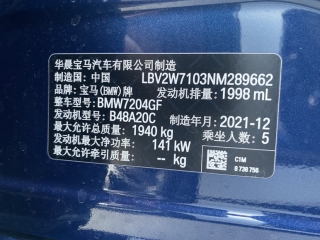 华晨宝马汽车有限公司制造
制造国：中国 LBV2W7103NM289662
品牌：宝马(BMW)牌 发动机排量：1998 mL
整车型号：BMW7204GF
发动机型号：B48A20C 制造年月：2021-12
最大允许总质量：1940 kg 乘坐人数：5
发动机最大净功率：141 kW
最大允许牵引质量：-- kg
C1M
9 736 756